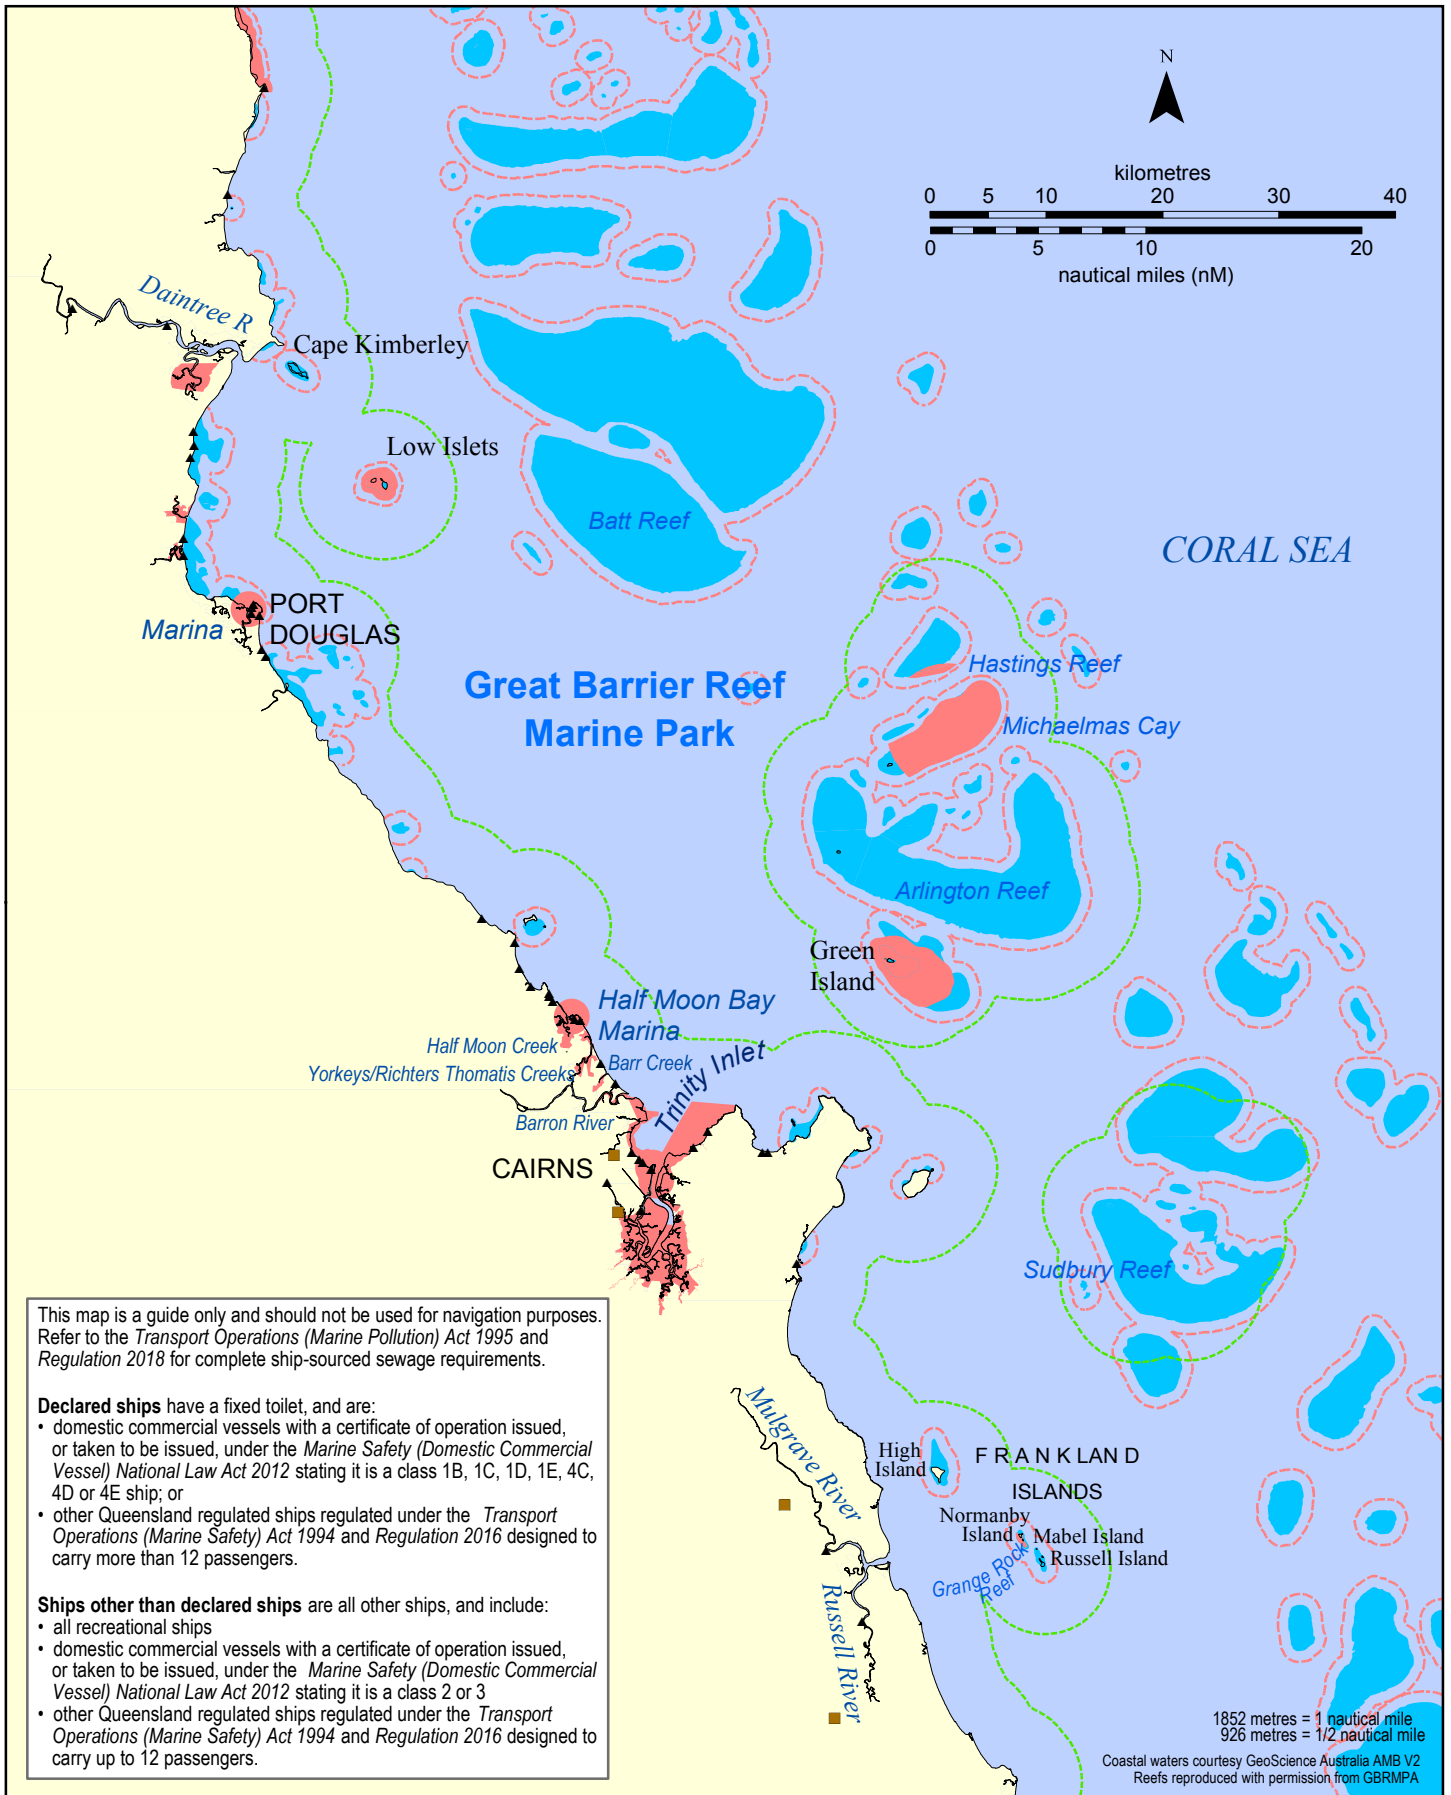 N
kilometres
0 5 10 20 30 40
0 5 10 20
nautical miles (nM)
Daintree R
Cape Kimberley
Low Islets
Batt Reef
CORAL SEA
PORT
DOUGLAS
Marina
Great Barrier Reef
Marine Park
Hastings Reef
Michaelmas Cay
Arlington Reef
Green
Island
Half Moon Bay
Marina
Half Moon Creek
Barr Creek
Yorkeys/Richters Thomatis Creeks
Trinity Inlet
Barron River
CAIRNS
Sudbury Reef
This map is a guide only and should not be used for navigation purposes.
Refer to the Transport Operations (Marine Pollution) Act 1995 and
Regulation 2018 for complete ship-sourced sewage requirements.
Declared ships have a fixed toilet, and are:
• domestic commercial vessels with a certificate of operation issued,
or taken to be issued, under the Marine Safety (Domestic Commercial
Vessel) National Law Act 2012 stating it is a class 1B, 1C, 1D, 1E, 4C,
4D or 4E ship; or
• other Queensland regulated ships regulated under the Transport
Operations (Marine Safety) Act 1994 and Regulation 2016 designed to
carry more than 12 passengers.
Ships other than declared ships are all other ships, and include:
• all recreational ships
• domestic commercial vessels with a certificate of operation issued,
or taken to be issued, under the Marine Safety (Domestic Commercial
Vessel) National Law Act 2012 stating it is a class 2 or 3
• other Queensland regulated ships regulated under the Transport
Operations (Marine Safety) Act 1994 and Regulation 2016 designed to
carry up to 12 passengers.
Mulgrave River
Russell River
High
Island
FRANKLAND
ISLANDS
Normanby
Island
Mabel Island
Russell Island
Grange Rock
Reef
1852 metres = 1 nautical mile
926 metres = 1/2 nautical mile
Coastal waters courtesy GeoScience Australia AMB V2
Reefs reproduced with permission from GBRMPA